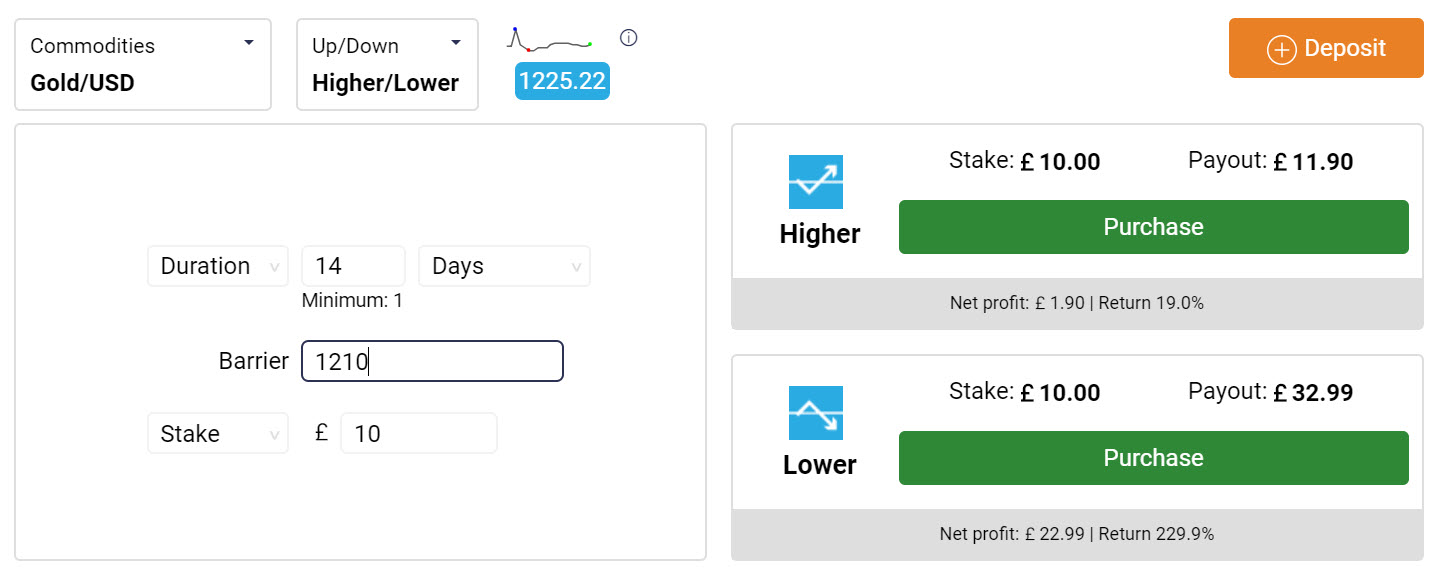 Commodities
Gold/USD
Up/Down
Higher/Lower
1225.22
Deposit
Duration
14
Days
Minimum: 1
Barrier
1210
Stake
£
10
Higher
Stake: £ 10.00
Payout: £ 11.90
Purchase
Net profit: £ 1.90 | Return 19.0%
Lower
Stake: £ 10.00
Payout: £ 32.99
Purchase
Net profit: £ 22.99 | Return 229.9%